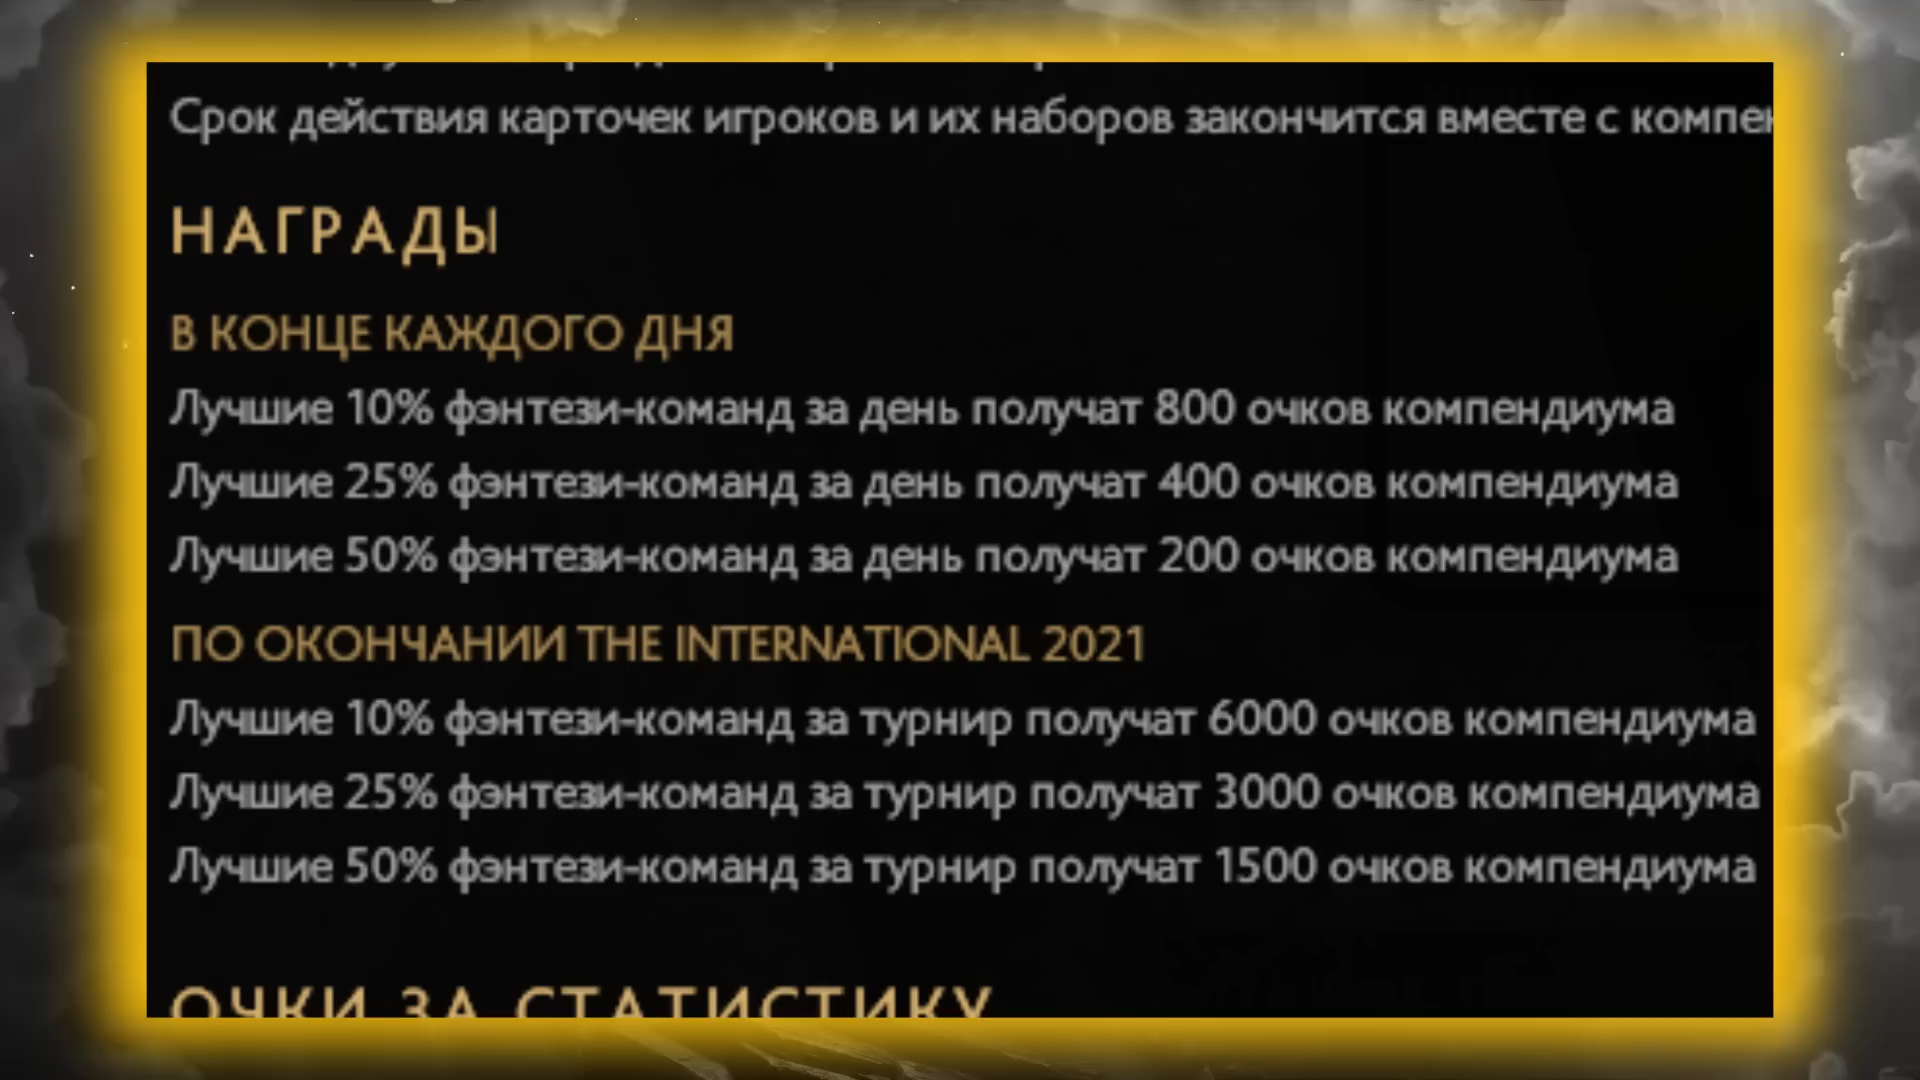 Срок действия карточек игроков и их наборов закончится вместе с
НАГРАДЫ
В КОНЦЕ КАЖДОГО ДНЯ
Лучшие 10% фэнтези-команд за день получат 800 очков компендиума
Лучшие 25% фэнтези-команд за день получат 400 очков компендиума
Лучшие 50% фэнтези-команд за день получат 200 очков компендиума
ПО ОКОНЧАНИИ THE INTERNATIONAL 2021
Лучшие 10% фэнтези-команд за турнир получат 6000 очков компендиума
Лучшие 25% фэнтези-команд за турнир получат 3000 очков компендиума
Лучшие 50% фэнтези-команд за турнир получат 1500 очков компендиума
ОЧКИ ЗА СТАТИСТИКУ